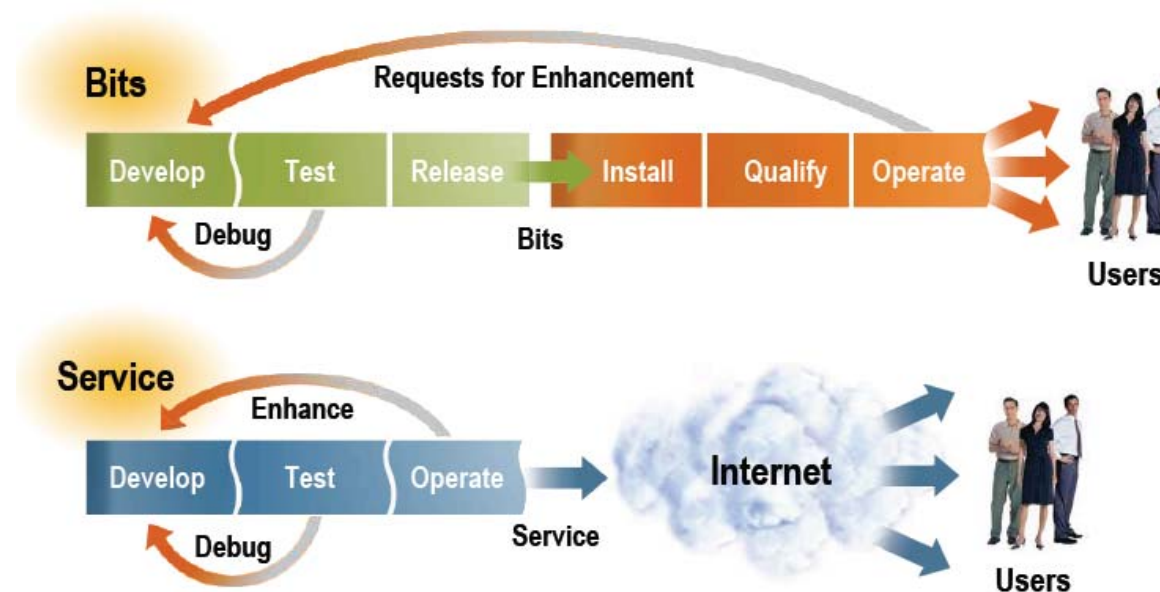 Bits
Requests for Enhancement
Develop Test Release Install Qualify Operate
Debug
Bits
Users
Service
Enhance
Develop Test Operate
Internet
Debug
Service
Users